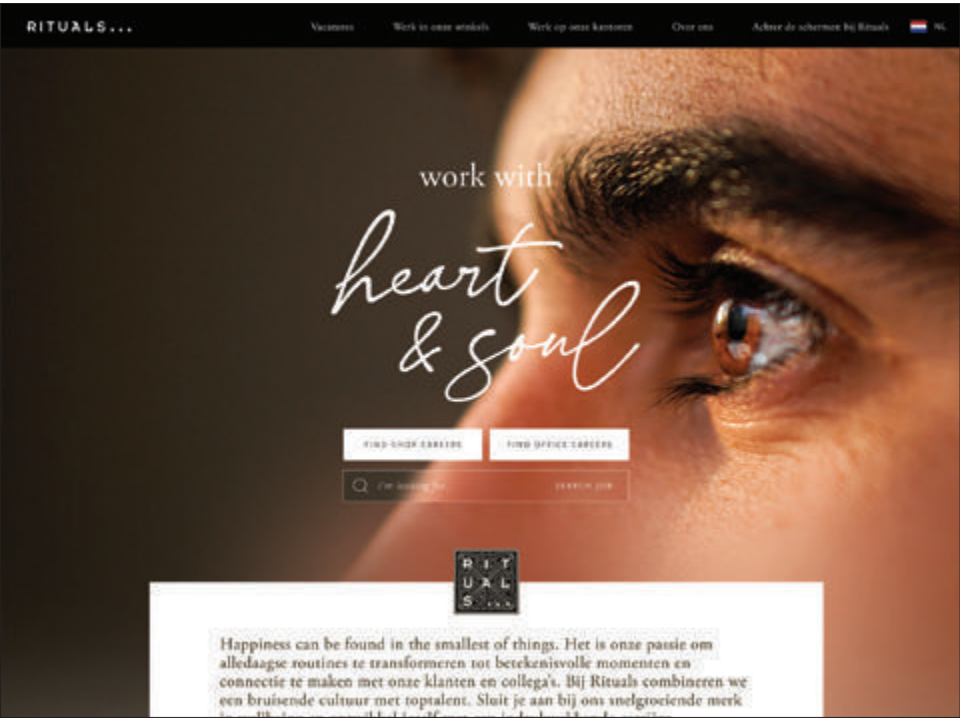 RITUALS...
Vacatures Werk in onze winkels Werk op onze kantoren Over ons Achter de schermen bij Rituals NL
work with
heart
& soul
FIND SHOP CAREERS FIND OFFICE CAREERS
I'm looking for SEARCH JOB
RIT
UAL
S...
Happiness can be found in the smallest of things. Het is onze passie om
alledaagse routines te transformeren tot betekenisvolle momenten en
connectie te maken met onze klanten en collega's. Bij Rituals combineren we
een bruisende cultuur met toptalent. Sluit je aan bij ons snelgroeiende merk